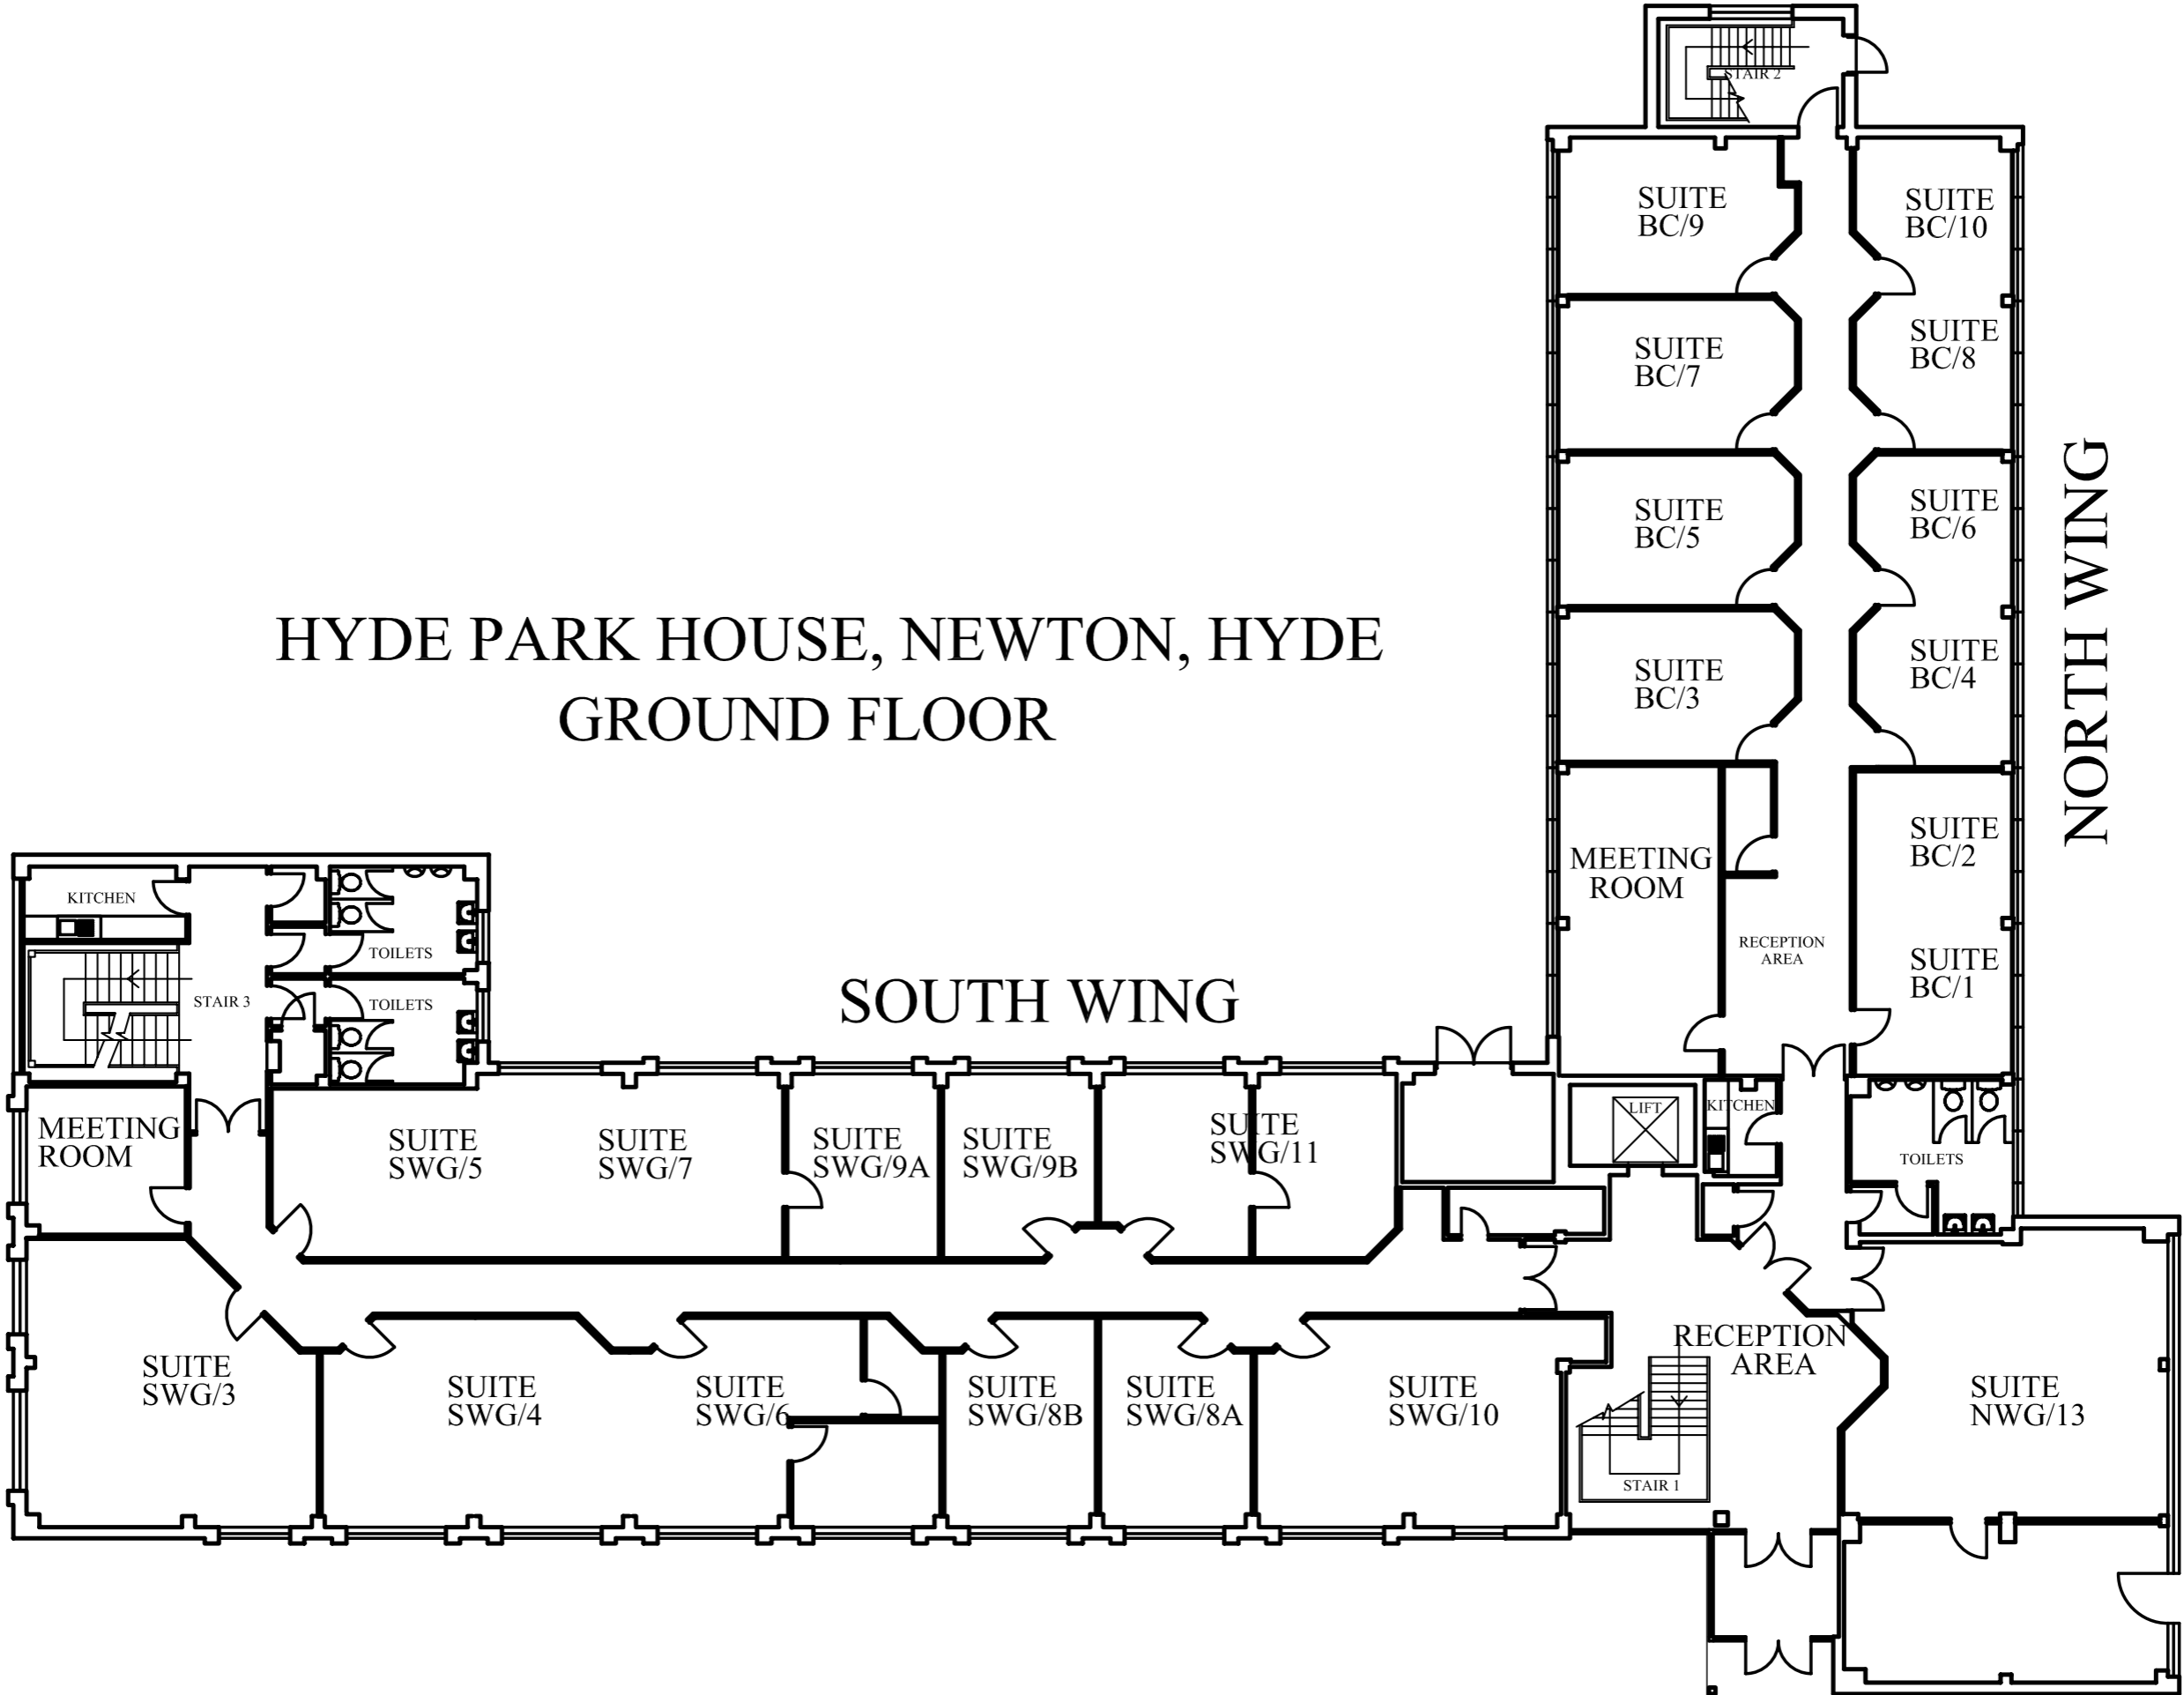 STAIR 2
SUITE
BC/9
SUITE
BC/10
SUITE
BC/7
SUITE
BC/8
SUITE
BC/5
SUITE
BC/6
SUITE
BC/3
SUITE
BC/4
NORTH WING
HYDE PARK HOUSE, NEWTON, HYDE
GROUND FLOOR
MEETING
ROOM
SUITE
BC/2
RECEPTION
AREA
SUITE
BC/1
KITCHEN
TOILETS
STAIR 3
TOILETS
SOUTH WING
MEETING
ROOM
SUITE
SWG/5
SUITE
SWG/7
SUITE
SWG/9A
SUITE
SWG/9B
SUITE
SWG/11
LIFT
KITCHEN
TOILETS
SUITE
SWG/3
SUITE
SWG/4
SUITE
SWG/6
SUITE
SWG/8B
SUITE
SWG/8A
SUITE
SWG/10
RECEPTION
AREA
STAIR 1
SUITE
NWG/13